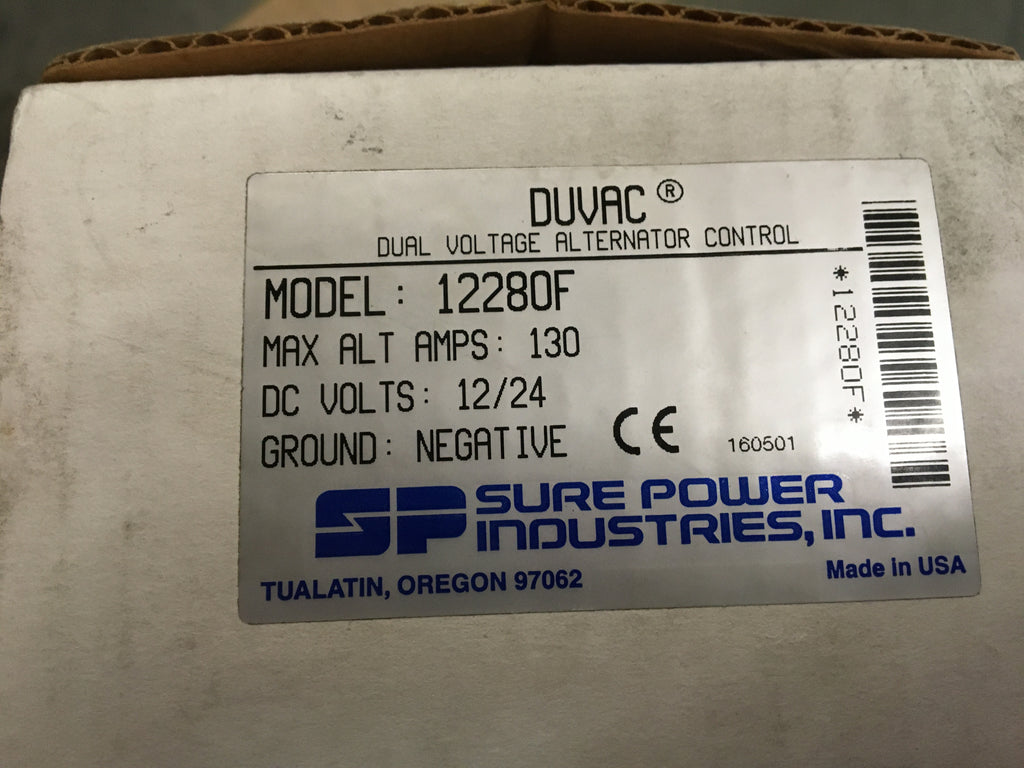 DUVAC®
DUAL VOLTAGE ALTERNATOR CONTROL
MODEL: 12280F
MAX ALT AMPS: 130
DC VOLTS: 12/24
GROUND: NEGATIVE
CE
160501
*12280F*
SP
SURE POWER
INDUSTRIES, INC.
TUALATIN, OREGON 97062
Made in USA